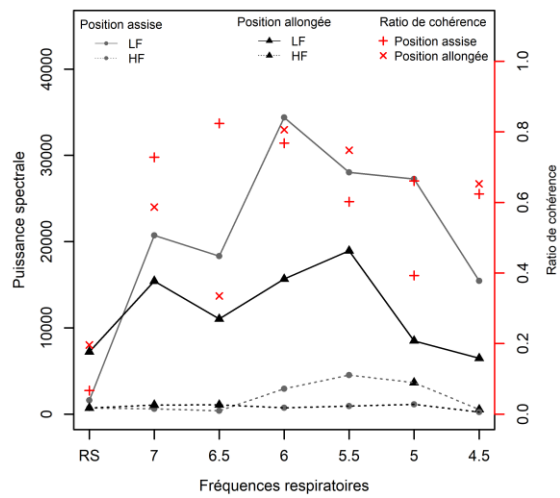 Position assise
LF
HF
Position allongée
LF
HF
Ratio de cohérence
Position assise
Position allongée
Puissance spectrale
40000
30000
20000
10000
0
1.0
0.8
0.6
0.4
0.2
0.0
Ratio de cohérence
RS 7 6.5 6 5.5 5 4.5
Fréquences respiratoires